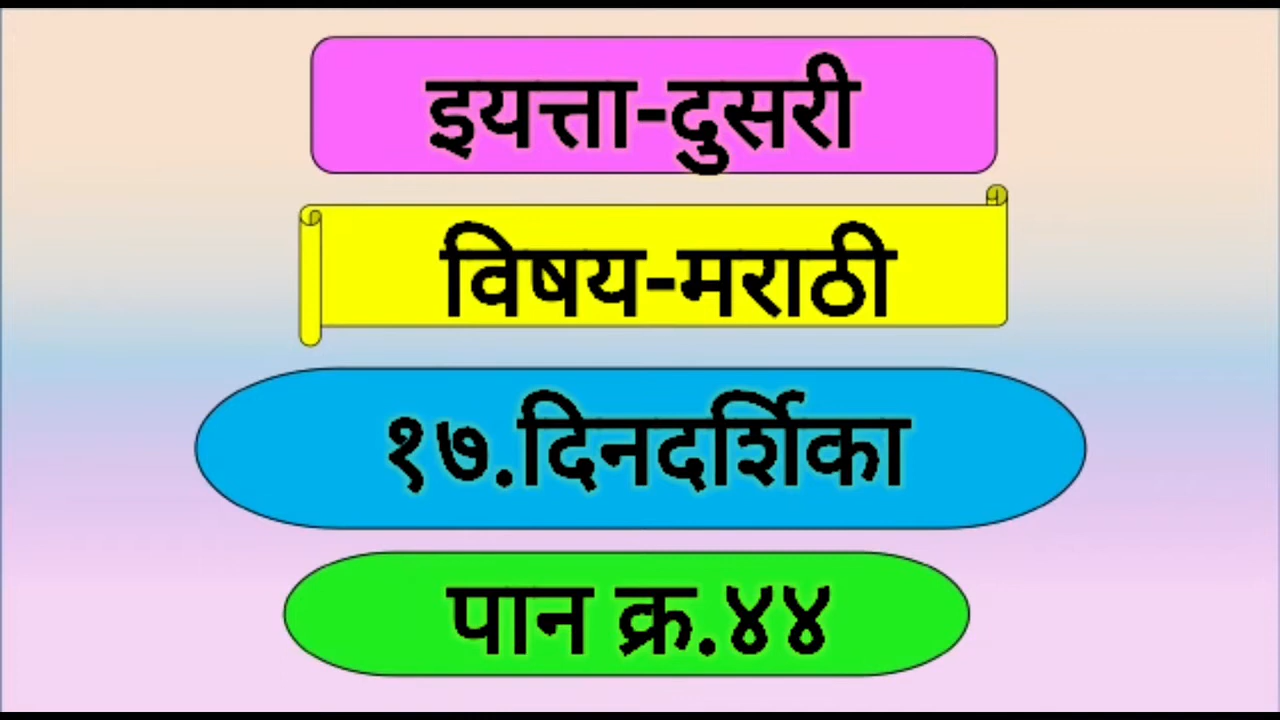 इयत्ता-दुसरी
विषय-मराठी
१७.दिनदर्शिका
पान क्र.४४